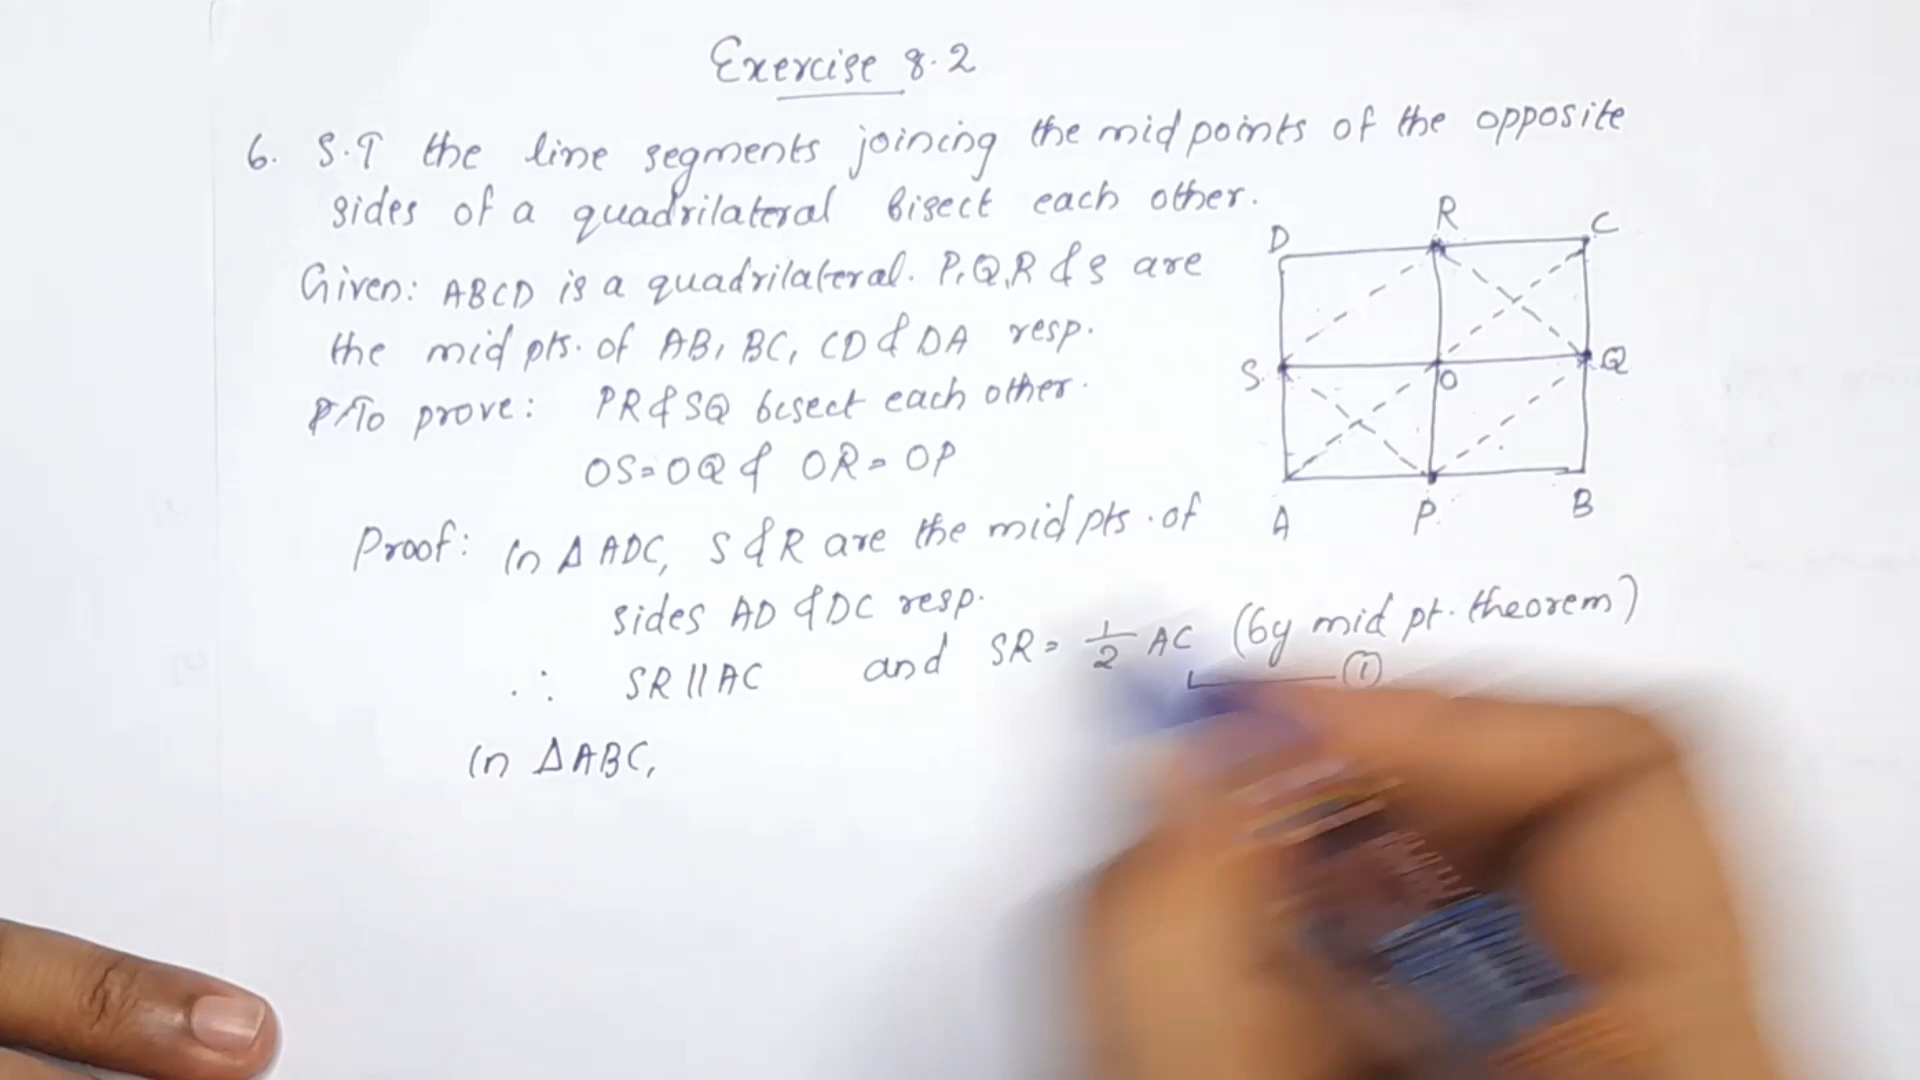 Exercise 8.2
6. S.T the line segments joining the mid points of the opposite
sides of a quadrilateral bisect each other.
Given: ABCD is a quadrilateral. P, Q, R & S are
the mid pts. of AB, BC, CD & DA resp.
To prove: PR & SQ bisect each other.
OS = OQ & OR = OP
Proof: In Δ ADC, S & R are the mid pts. of
sides AD & DC resp.
∴ SR || AC and SR = 1/2 AC (by mid pt. theorem)
①
In Δ ABC,
D R C
S O Q
A P B